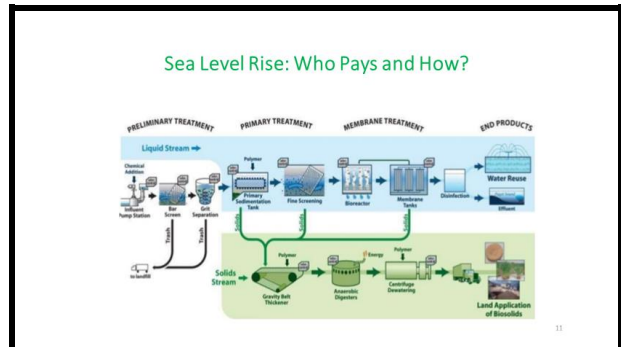 Sea Level Rise: Who Pays and How?
PRELIMINARY TREATMENT
PRIMARY TREATMENT
MEMBRANE TREATMENT
END PRODUCTS
Liquid Stream
Chemical
Addition
Influent
Pump Station
Bar
Screen
Grit
Separation
Polymer
Primary
Sedimentation
Tank
Fine Screening
Bioreactor
Membrane
Tanks
Disinfection
Water Reuse
Effluent
Trash
Trash
to landfill
Solids
Solids
Solids
Solids
Stream
Polymer
Gravity Belt
Thickener
Energy
Anaerobic
Digesters
Polymer
Centrifuge
Dewatering
Land Application
of Biosolids
11